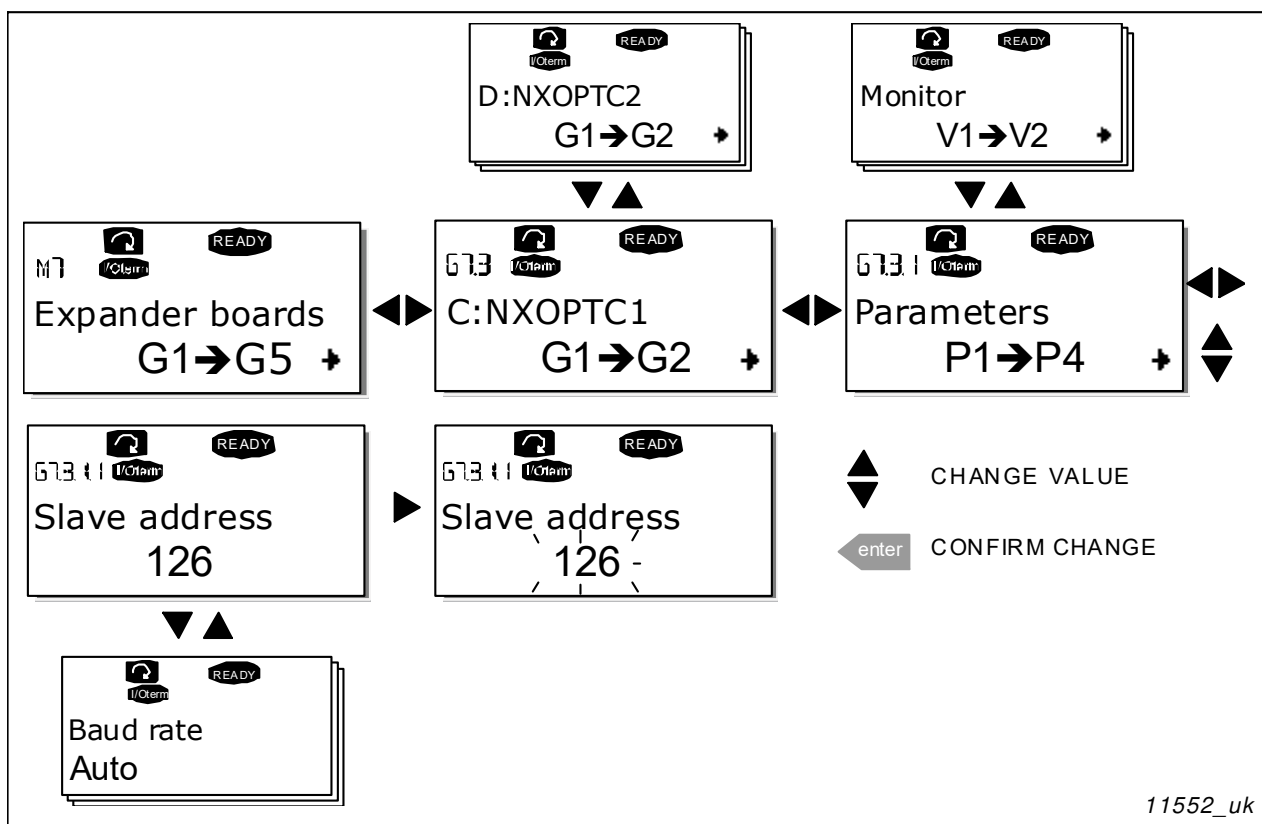 READY
I/Oterm
D:NXOPTC2
G1➔G2
READY
I/Oterm
Monitor
V1➔V2
READY
M7 I/Oterm
Expander boards
G1➔G5
READY
G7.3 I/Oterm
C:NXOPTC1
G1➔G2
READY
G7.3.1 I/Oterm
Parameters
P1➔P4
READY
G7.3.1.1 I/Oterm
Slave address
126
READY
G7.3.1.1 I/Oterm
Slave address
126
CHANGE VALUE
enter CONFIRM CHANGE
READY
I/Oterm
Baud rate
Auto
11552_uk